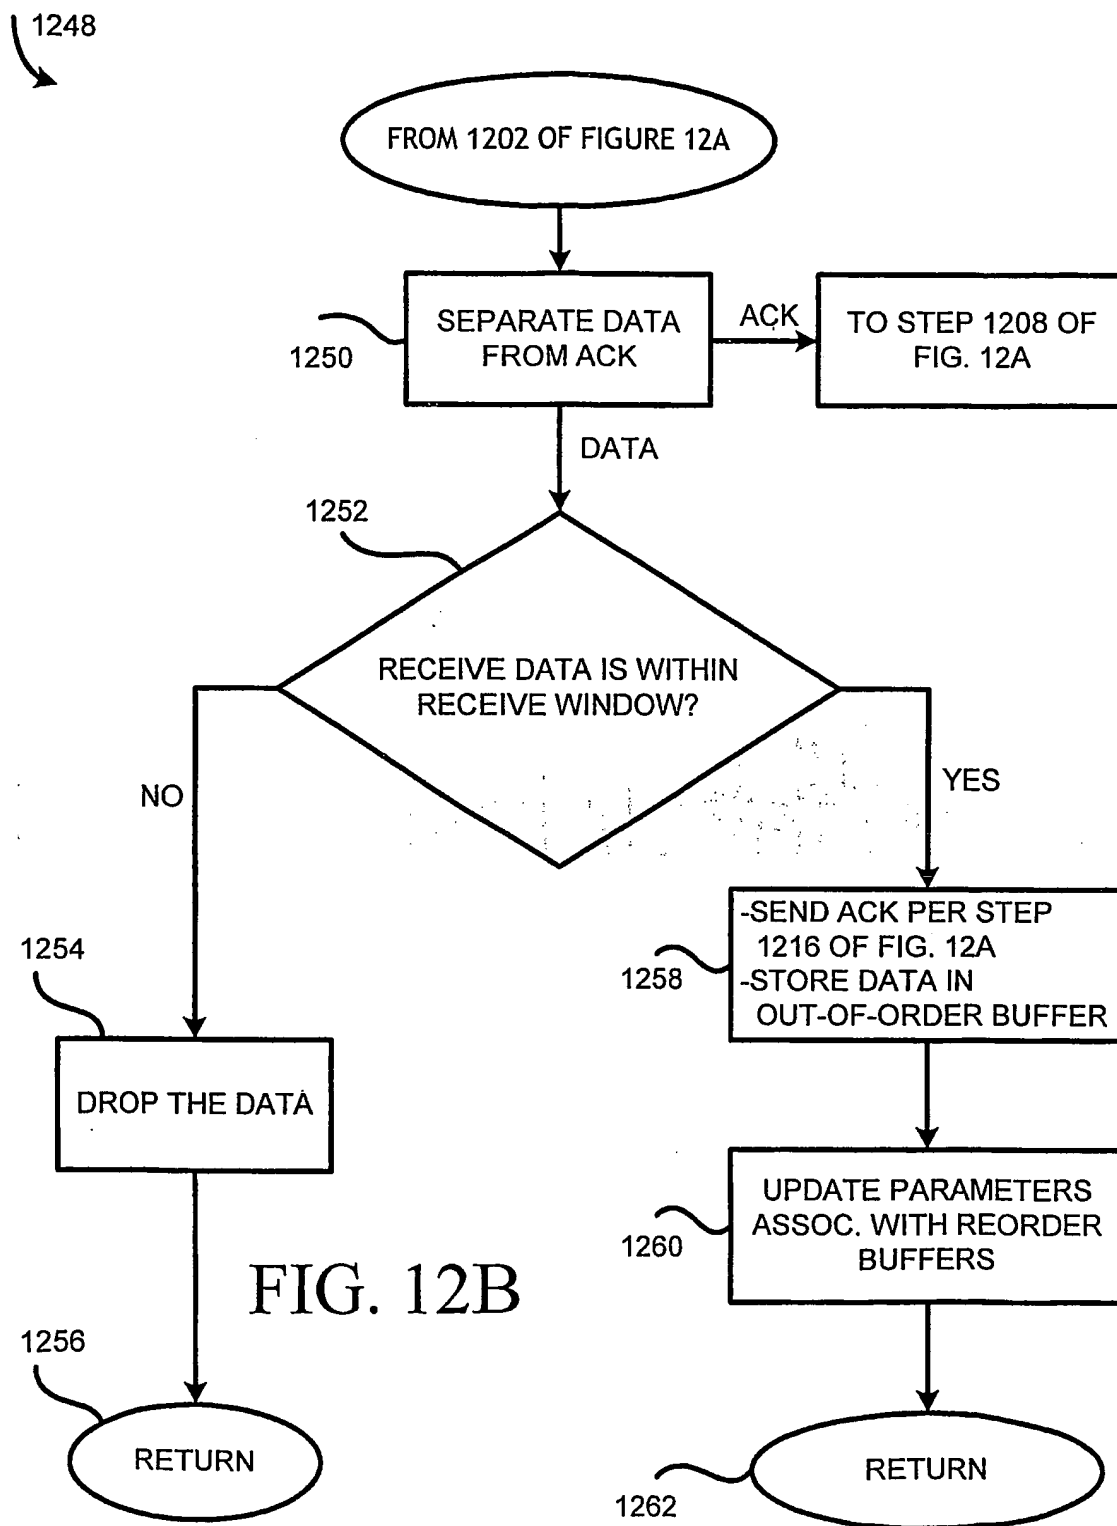 1248
FROM 1202 OF FIGURE 12A
SEPARATE DATA
FROM ACK
1250
ACK
TO STEP 1208 OF
FIG. 12A
DATA
1252
RECEIVE DATA IS WITHIN
RECEIVE WINDOW?
NO
YES
1254
DROP THE DATA
-SEND ACK PER STEP
1216 OF FIG. 12A
-STORE DATA IN
OUT-OF-ORDER BUFFER
1258
UPDATE PARAMETERS
ASSOC. WITH REORDER
BUFFERS
1260
FIG. 12B
1256
RETURN
RETURN
1262